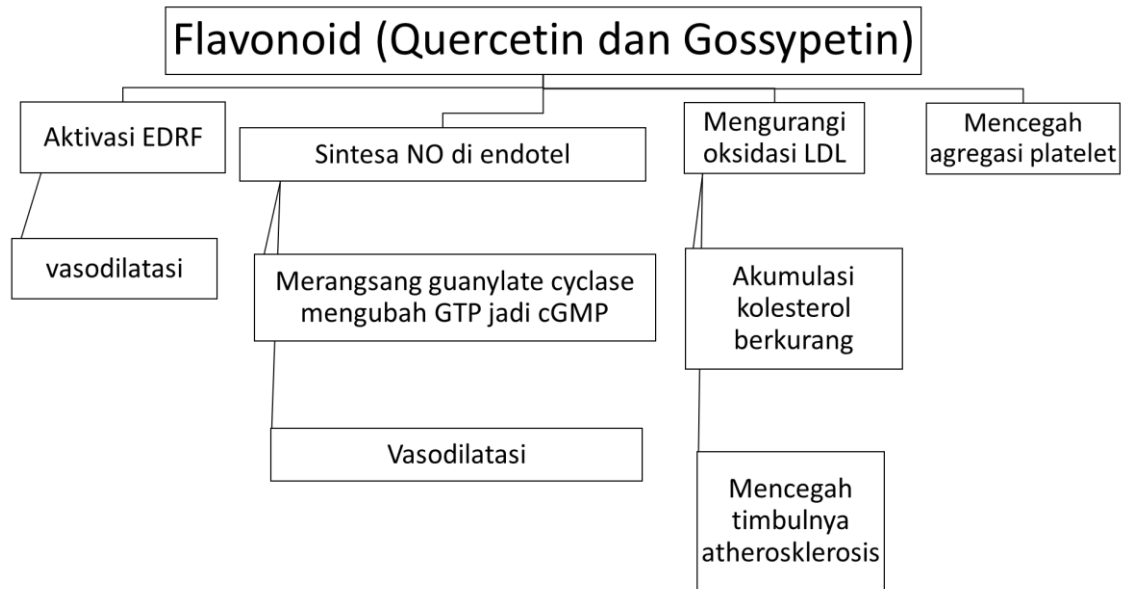 Flavonoid (Quercetin dan Gossypetin)
Aktivasi EDRF
vasodilatasi
Sintesa NO di endotel
Merangsang guanylate cyclase
mengubah GTP jadi cGMP
Vasodilatasi
Mengurangi
oksidasi LDL
Akumulasi
kolesterol
berkurang
Mencegah
timbulnya
atherosklerosis
Mencegah
agregasi platelet